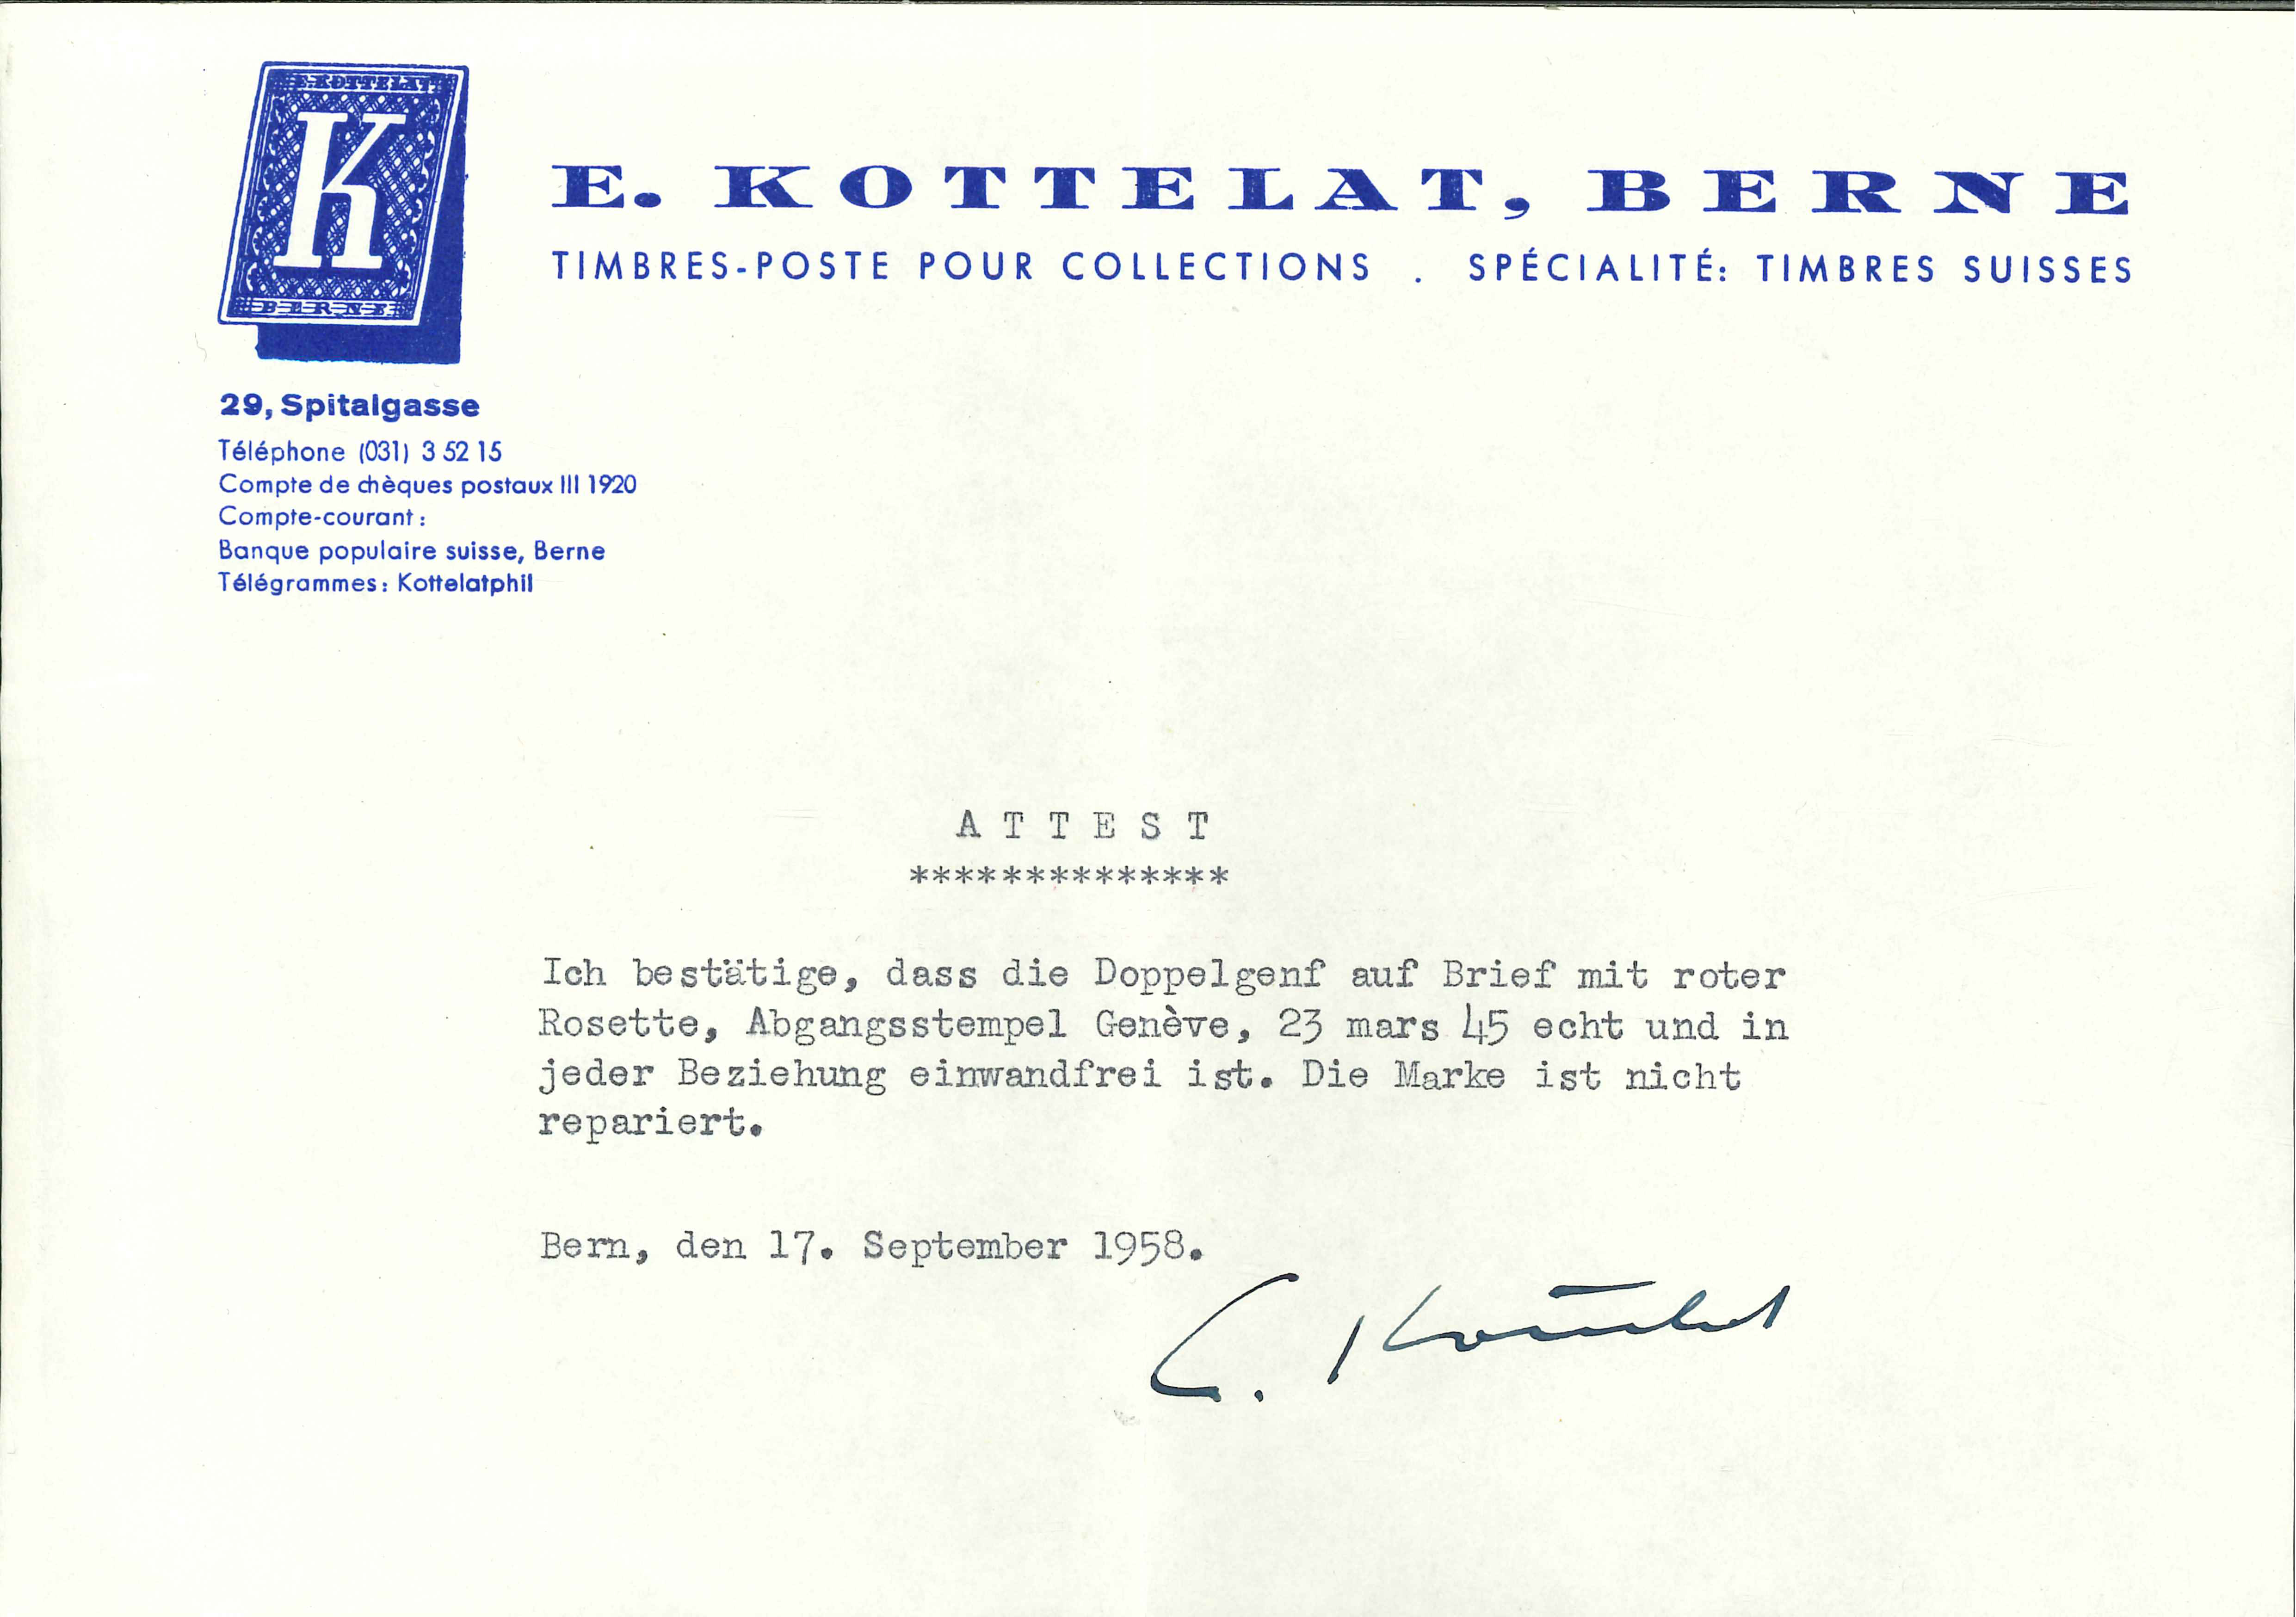 E. KOTTELAT
K
BERNE
E. KOTTELAT, BERNE
TIMBRES-POSTE POUR COLLECTIONS . SPÉCIALITÉ: TIMBRES SUISSES
29, Spitalgasse
Téléphone (031) 3 52 15
Compte de chèques postaux III 1920
Compte-courant:
Banque populaire suisse, Berne
Télégrammes: Kottelatphil
A T T E S T
**************
Ich bestätige, dass die Doppelgenf auf Brief mit roter
Rosette, Abgangsstempel Genève, 23 mars 45 echt und in
jeder Beziehung einwandfrei ist. Die Marke ist nicht
repariert.
Bern, den 17. September 1958.
E. Kottelat